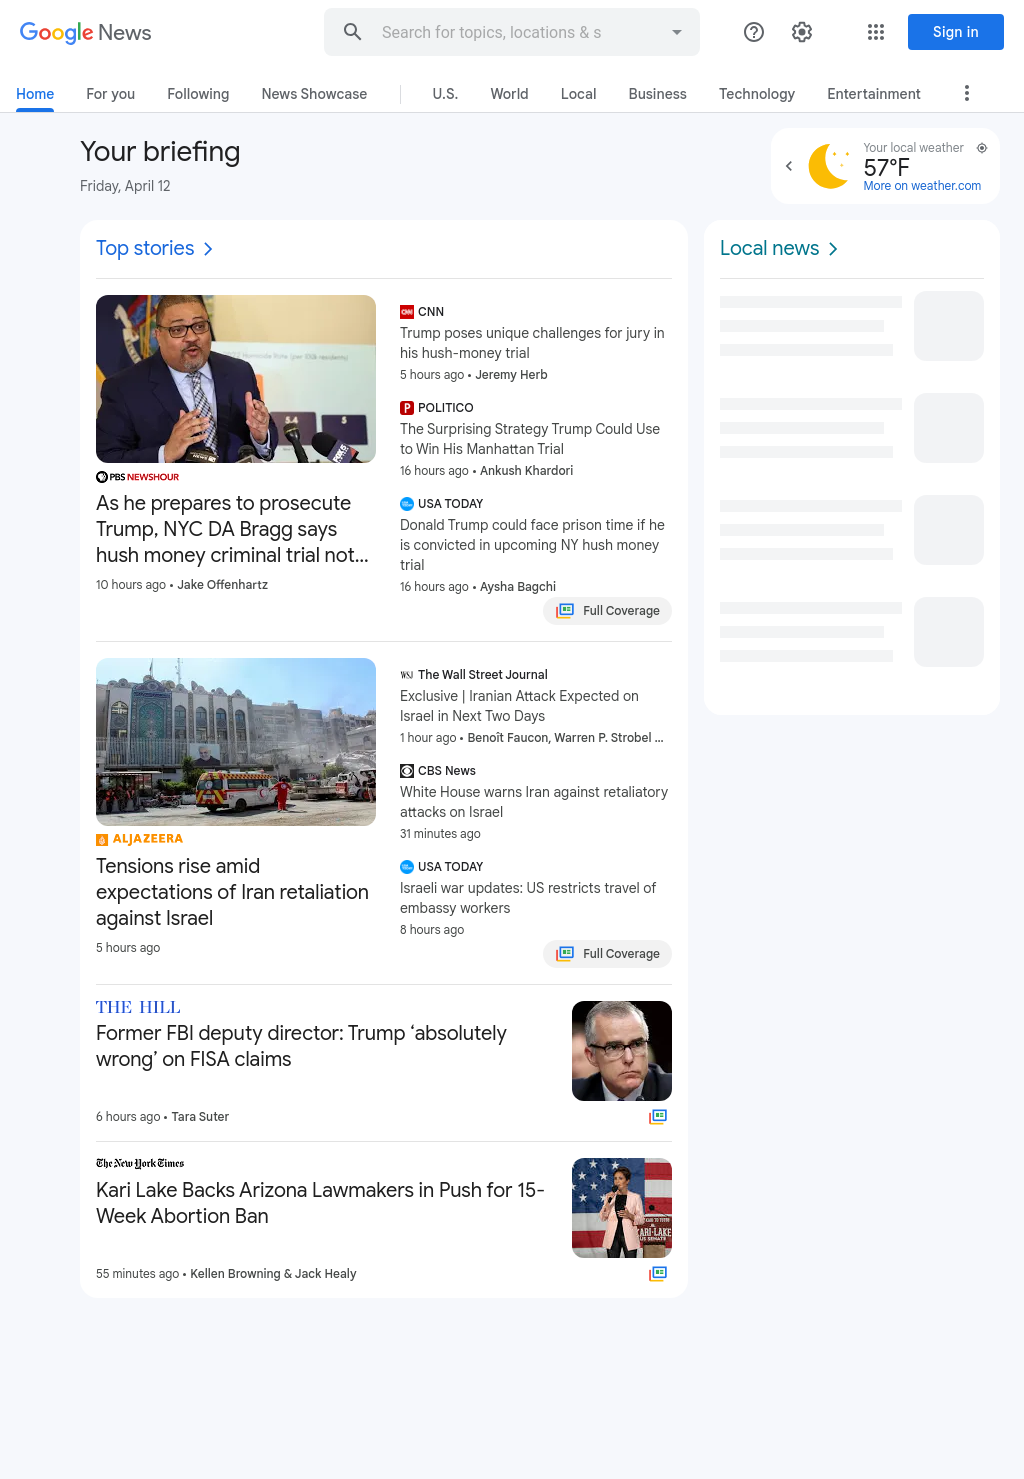 Google News
Search for topics, locations & s
Sign in
Home
For you
Following
News Showcase
U.S.
World
Local
Business
Technology
Entertainment
Your briefing
Friday, April 12
Your local weather
57°F
More on weather.com
Top stories
PBS NEWSHOUR
As he prepares to prosecute
Trump, NYC DA Bragg says
hush money criminal trial not...
10 hours ago • Jake Offenhartz
CNN
Trump poses unique challenges for jury in
his hush-money trial
5 hours ago • Jeremy Herb
POLITICO
The Surprising Strategy Trump Could Use
to Win His Manhattan Trial
16 hours ago • Ankush Khardori
USA TODAY
Donald Trump could face prison time if he
is convicted in upcoming NY hush money
trial
16 hours ago • Aysha Bagchi
Full Coverage
ALJAZEERA
Tensions rise amid
expectations of Iran retaliation
against Israel
5 hours ago
WSJ The Wall Street Journal
Exclusive | Iranian Attack Expected on
Israel in Next Two Days
1 hour ago • Benoît Faucon, Warren P. Strobel ...
CBS News
White House warns Iran against retaliatory
attacks on Israel
31 minutes ago
USA TODAY
Israeli war updates: US restricts travel of
embassy workers
8 hours ago
Full Coverage
THE HILL
Former FBI deputy director: Trump ‘absolutely
wrong’ on FISA claims
6 hours ago • Tara Suter
The New York Times
Kari Lake Backs Arizona Lawmakers in Push for 15-
Week Abortion Ban
KARI LAKE
US SENATE
55 minutes ago • Kellen Browning & Jack Healy
Local news